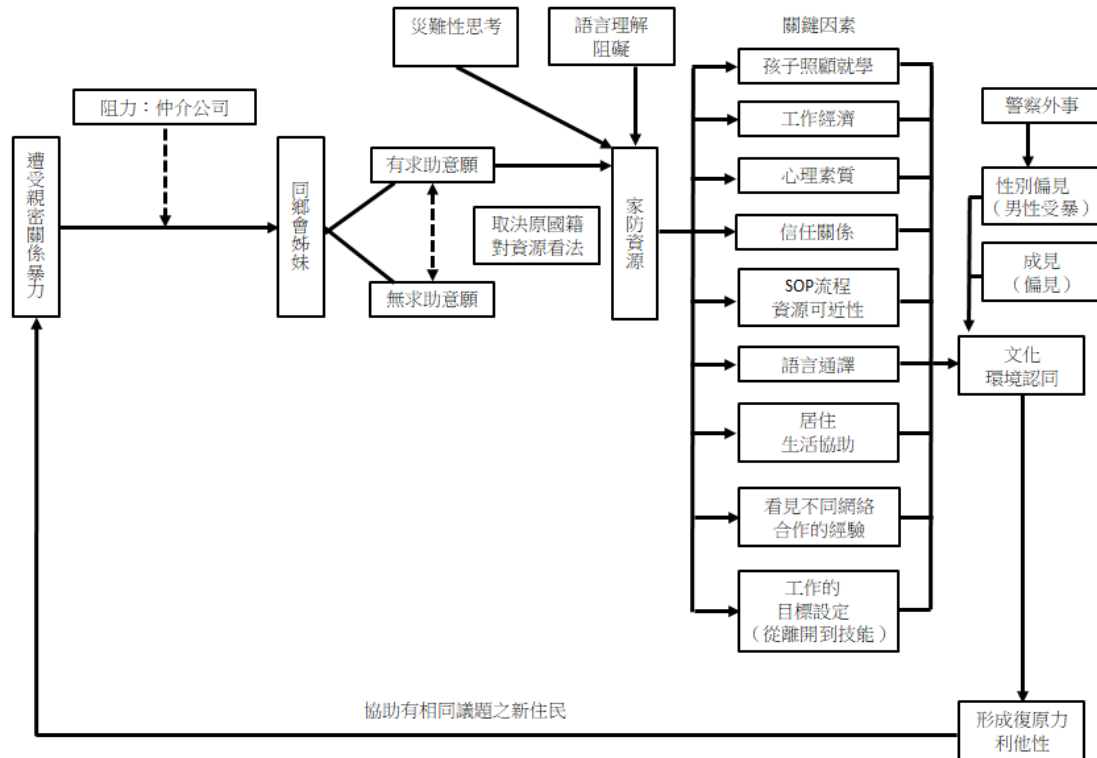 災難性思考
語言理解
阻礙
關鍵因素
阻力：仲介公司
遭受親密關係暴力
同鄉會姊妹
有求助意願
無求助意願
取決原國籍
對資源看法
家防資源
孩子照顧就學
工作經濟
心理素質
信任關係
SOP流程
資源可近性
語言通譯
居住
生活協助
看見不同網絡
合作的經驗
工作的
目標設定
（從離開到技能）
警察外事
性別偏見
（男性受暴）
成見
（偏見）
文化
環境認同
形成復原力
利他性
協助有相同議題之新住民